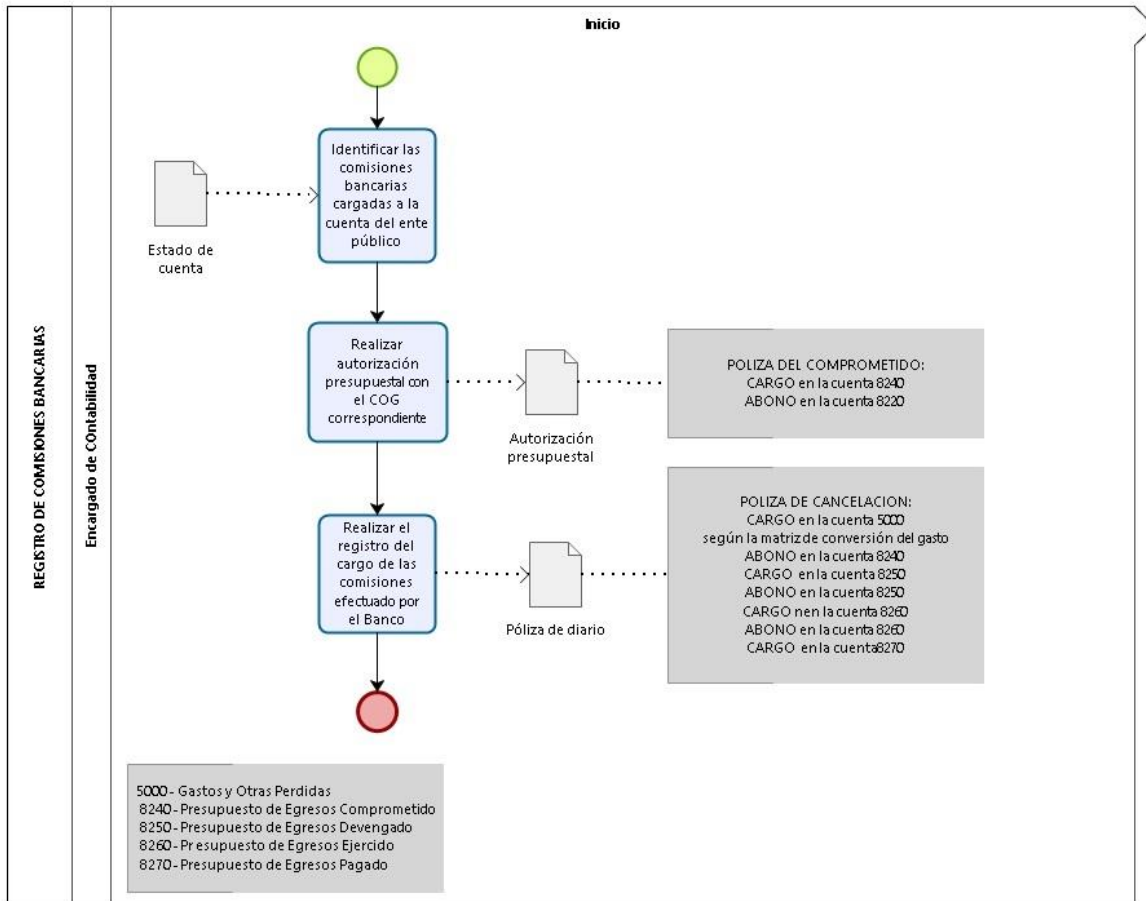 Inicio
REGISTRO DE COMISIONES BANCARIAS
Encargado de C0ntabilidad
Identificar las
comisiones
bancarias
cargadas a la
cuenta del ente
público
Estado de
cuenta
Realizar
autorización
presupuestal con
el COG
correspondiente
Autorización
presupuestal
POLIZA DEL COMPROMETIDO:
CARGO en la cuenta 8240
ABONO en la cuenta 8220
Realizar el
registro del
cargo de las
comisiones
efectuado por
el Banco
Póliza de diario
POLIZA DE CANCELACION:
CARGO en la cuenta 5000
según la matriz de conversión del gasto
ABONO en la cuenta 8240
CARGO en la cuenta 8250
ABONO en la cuenta 8250
CARGO nen la cuenta 8260
ABONO en la cuenta 8260
CARGO en la cuenta8270
5000 - Gastos y Otras Perdidas
8240 - Presupuesto de Egresos Comprometido
8250 - Presupuesto de Egresos Devengado
8260 - Presupuesto de Egresos Ejercido
8270 - Presupuesto de Egresos Pagado